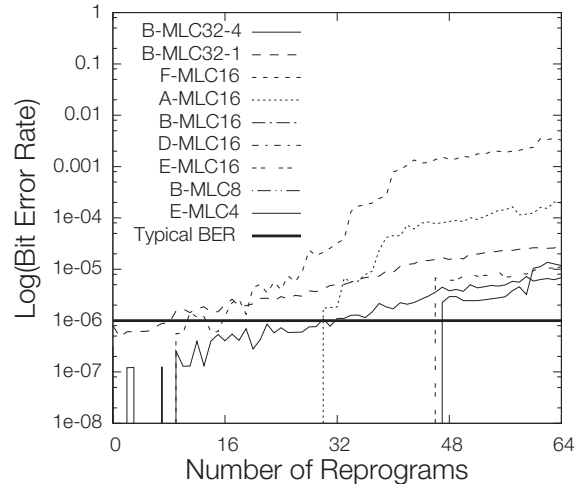 1
0.1
0.01
0.001
1e-04
1e-05
1e-06
1e-07
1e-08
Log(Bit Error Rate)
B-MLC32-4
B-MLC32-1
F-MLC16
A-MLC16
B-MLC16
D-MLC16
E-MLC16
B-MLC8
E-MLC4
Typical BER
0 16 32 48 64
Number of Reprograms